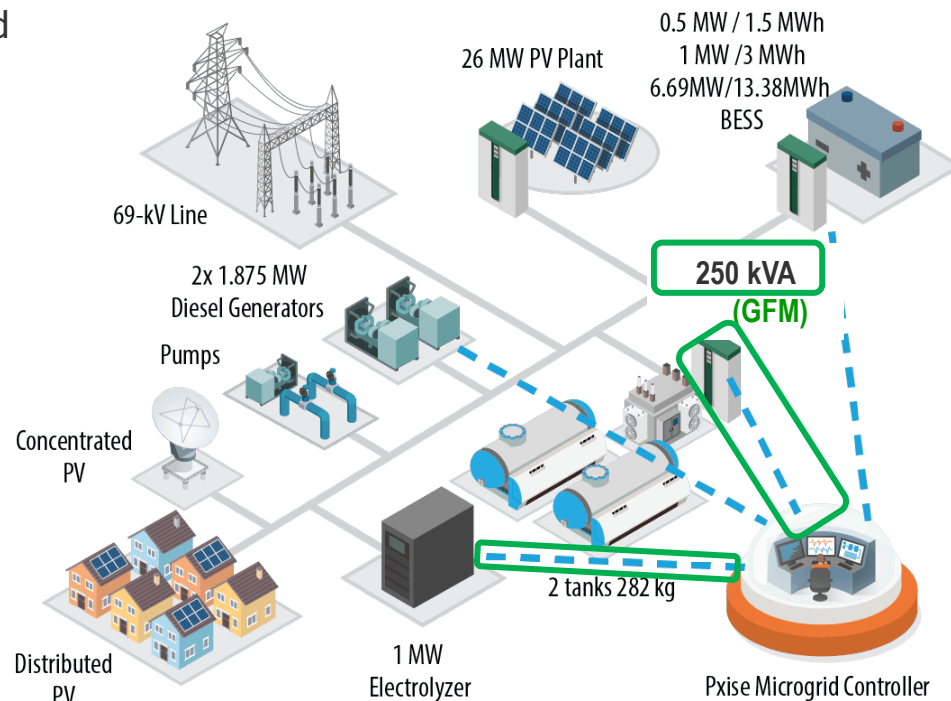 d
0.5 MW / 1.5 MWh
1 MW /3 MWh
6.69MW/13.38MWh
BESS
26 MW PV Plant
69-kV Line
250 kVA
(GFM)
2x 1.875 MW
Diesel Generators
Pumps
Concentrated
PV
2 tanks 282 kg
1 MW
Electrolyzer
Distributed
PV
Pxise Microgrid Controller